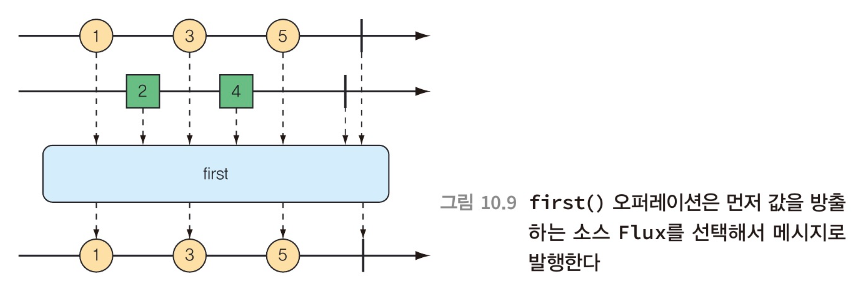 1 3 5
2 4
first
1 3 5
그림 10.9 first() 오퍼레이션은 먼저 값을 방출
하는 소스 Flux를 선택해서 메시지로
발행한다